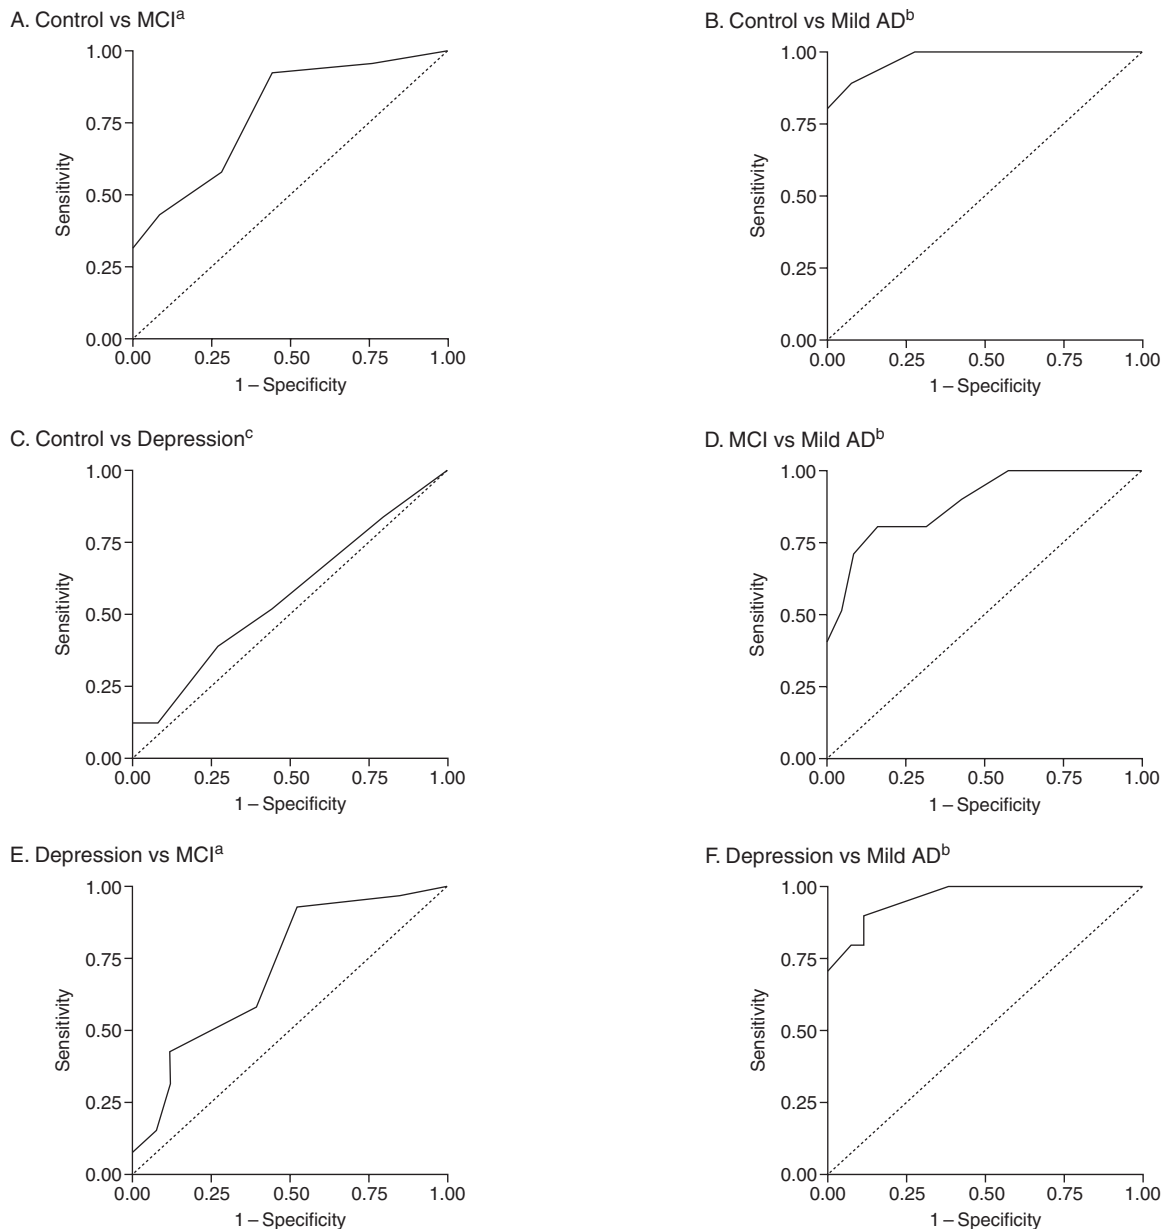 A. Control vs MCIa
1.00
0.75
0.50
0.25
0.00
Sensitivity
0.00 0.25 0.50 0.75 1.00
1 – Specificity
B. Control vs Mild ADb
1.00
0.75
0.50
0.25
0.00
Sensitivity
0.00 0.25 0.50 0.75 1.00
1 – Specificity
C. Control vs Depressionc
1.00
0.75
0.50
0.25
0.00
Sensitivity
0.00 0.25 0.50 0.75 1.00
1 – Specificity
D. MCI vs Mild ADb
1.00
0.75
0.50
0.25
0.00
Sensitivity
0.00 0.25 0.50 0.75 1.00
1 – Specificity
E. Depression vs MCIa
1.00
0.75
0.50
0.25
0.00
Sensitivity
0.00 0.25 0.50 0.75 1.00
1 – Specificity
F. Depression vs Mild ADb
1.00
0.75
0.50
0.25
0.00
Sensitivity
0.00 0.25 0.50 0.75 1.00
1 – Specificity